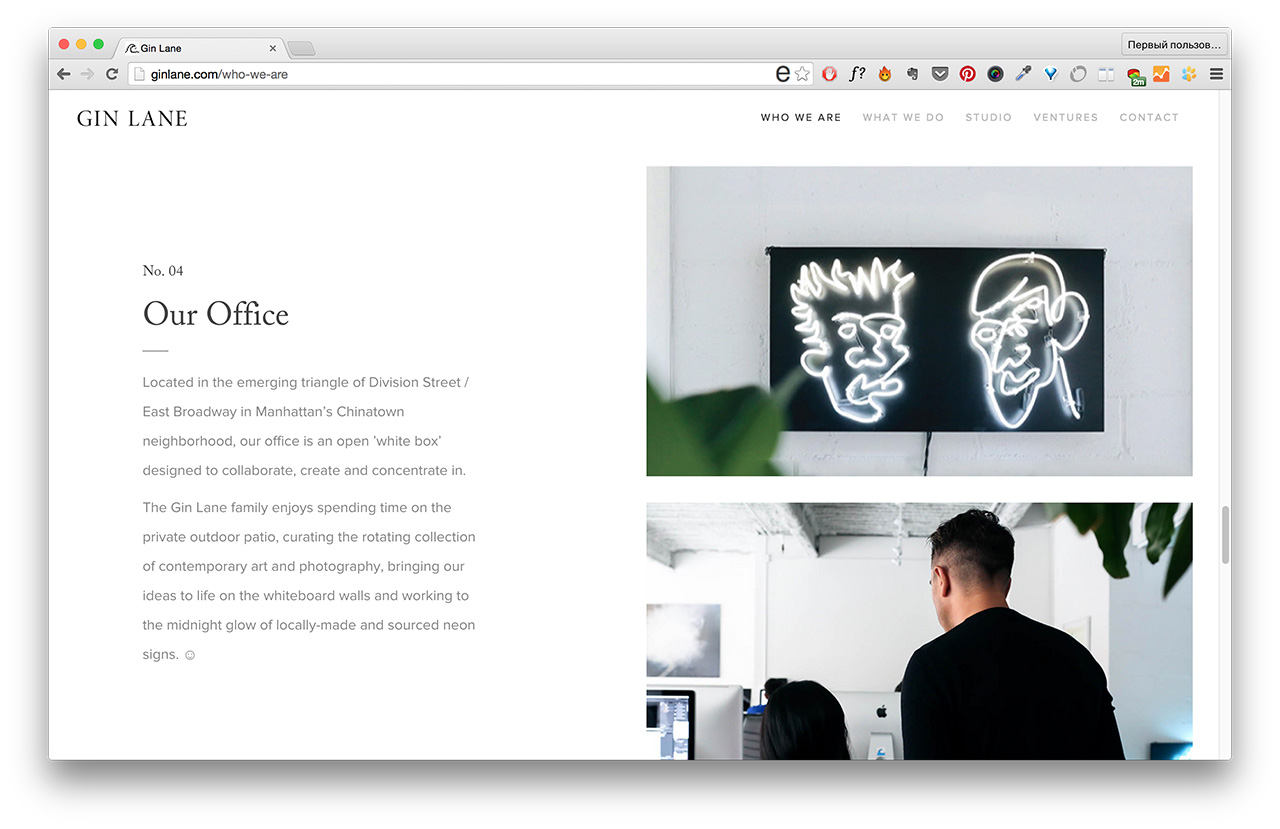 Gin Lane
Первый пользов...
ginlane.com/who-we-are
e
f?
2m
GIN LANE
WHO WE ARE
WHAT WE DO
STUDIO
VENTURES
CONTACT
No. 04
Our Office
Located in the emerging triangle of Division Street /
East Broadway in Manhattan’s Chinatown
neighborhood, our office is an open ’white box’
designed to collaborate, create and concentrate in.
The Gin Lane family enjoys spending time on the
private outdoor patio, curating the rotating collection
of contemporary art and photography, bringing our
ideas to life on the whiteboard walls and working to
the midnight glow of locally-made and sourced neon
signs. ☺